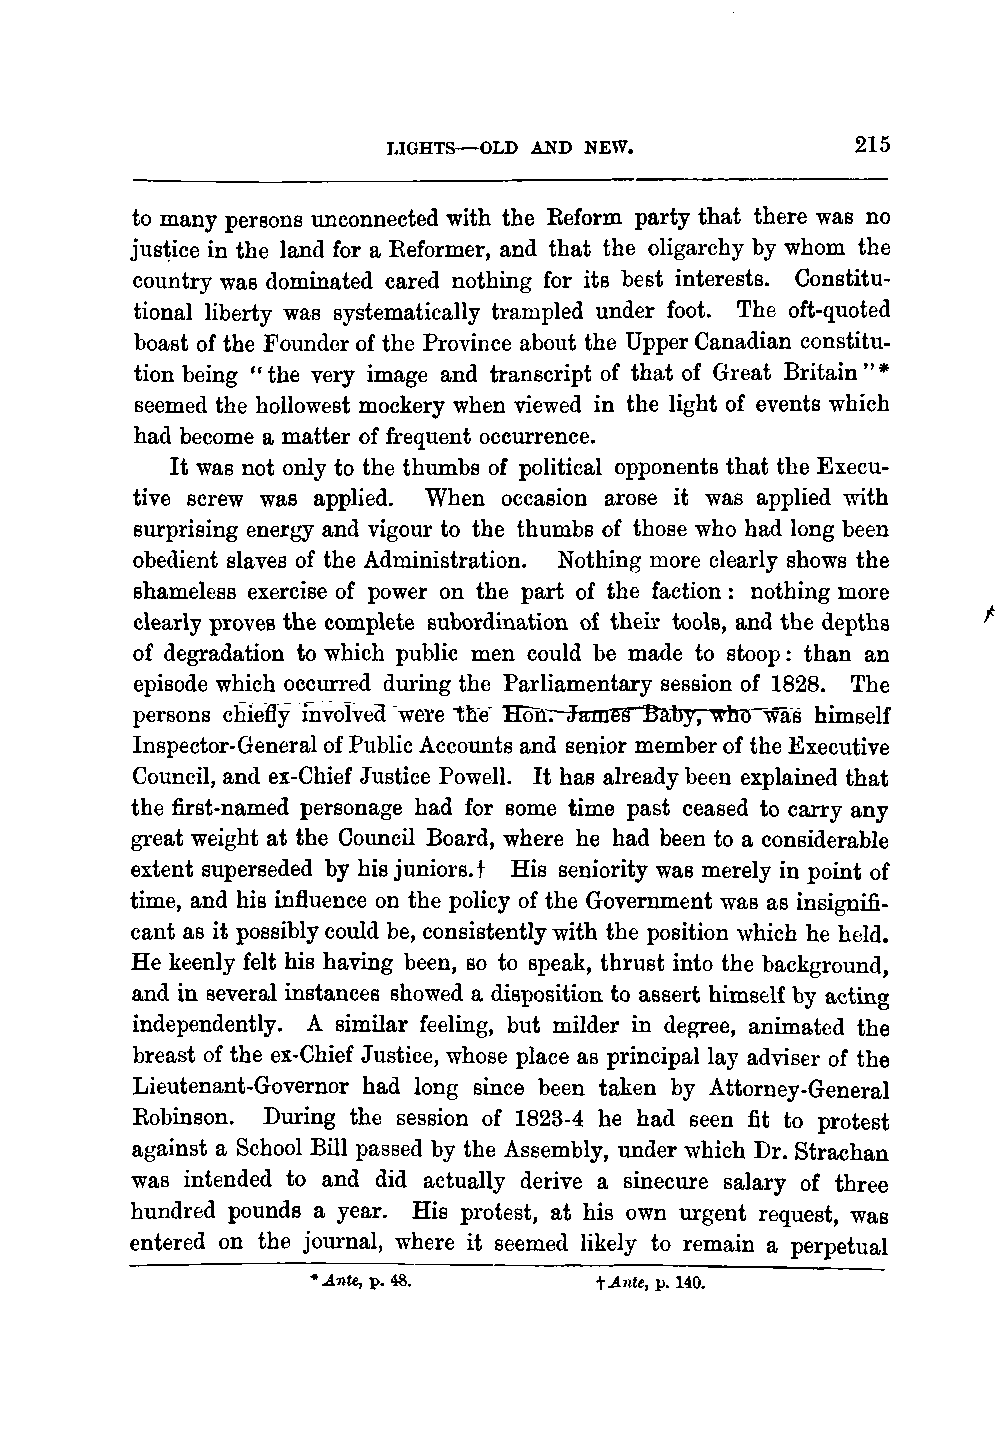 LIGHTS—OLD AND NEW. 215
to many persons unconnected with the Reform party that there was no
justice in the land for a Reformer, and that the oligarchy by whom the
country was dominated cared nothing for its best interests. Constitu-
tional liberty was systematically trampled under foot. The oft-quoted
boast of the Founder of the Province about the Upper Canadian constitu-
tion being "the very image and transcript of that of Great Britain"*
seemed the hollowest mockery when viewed in the light of events which
had become a matter of frequent occurrence.
It was not only to the thumbs of political opponents that the Execu-
tive screw was applied. When occasion arose it was applied with
surprising energy and vigour to the thumbs of those who had long been
obedient slaves of the Administration. Nothing more clearly shows the
shameless exercise of power on the part of the faction: nothing more
clearly proves the complete subordination of their tools, and the depths
of degradation to which public men could be made to stoop: than an
episode which occurred during the Parliamentary session of 1828. The
persons chiefly involved were the Hon. James Baby, who was himself
Inspector-General of Public Accounts and senior member of the Executive
Council, and ex-Chief Justice Powell. It has already been explained that
the first-named personage had for some time past ceased to carry any
great weight at the Council Board, where he had been to a considerable
extent superseded by his juniors.† His seniority was merely in point of
time, and his influence on the policy of the Government was as insignifi-
cant as it possibly could be, consistently with the position which he held.
He keenly felt his having been, so to speak, thrust into the background,
and in several instances showed a disposition to assert himself by acting
independently. A similar feeling, but milder in degree, animated the
breast of the ex-Chief Justice, whose place as principal lay adviser of the
Lieutenant-Governor had long since been taken by Attorney-General
Robinson. During the session of 1823-4 he had seen fit to protest
against a School Bill passed by the Assembly, under which Dr. Strachan
was intended to and did actually derive a sinecure salary of three
hundred pounds a year. His protest, at his own urgent request, was
entered on the journal, where it seemed likely to remain a perpetual
* Ante, p. 48. † Ante, p. 140.